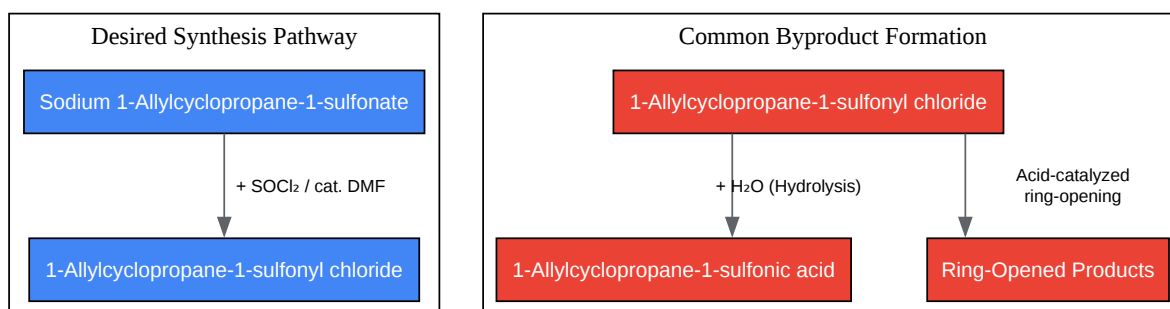 Desired Synthesis Pathway
Sodium 1-Allylcyclopropane-1-sulfonate
+ SOCl₂ / cat. DMF
1-Allylcyclopropane-1-sulfonyl chloride
Common Byproduct Formation
1-Allylcyclopropane-1-sulfonyl chloride
+ H₂O (Hydrolysis)
Acid-catalyzed
ring-opening
1-Allylcyclopropane-1-sulfonic acid
Ring-Opened Products